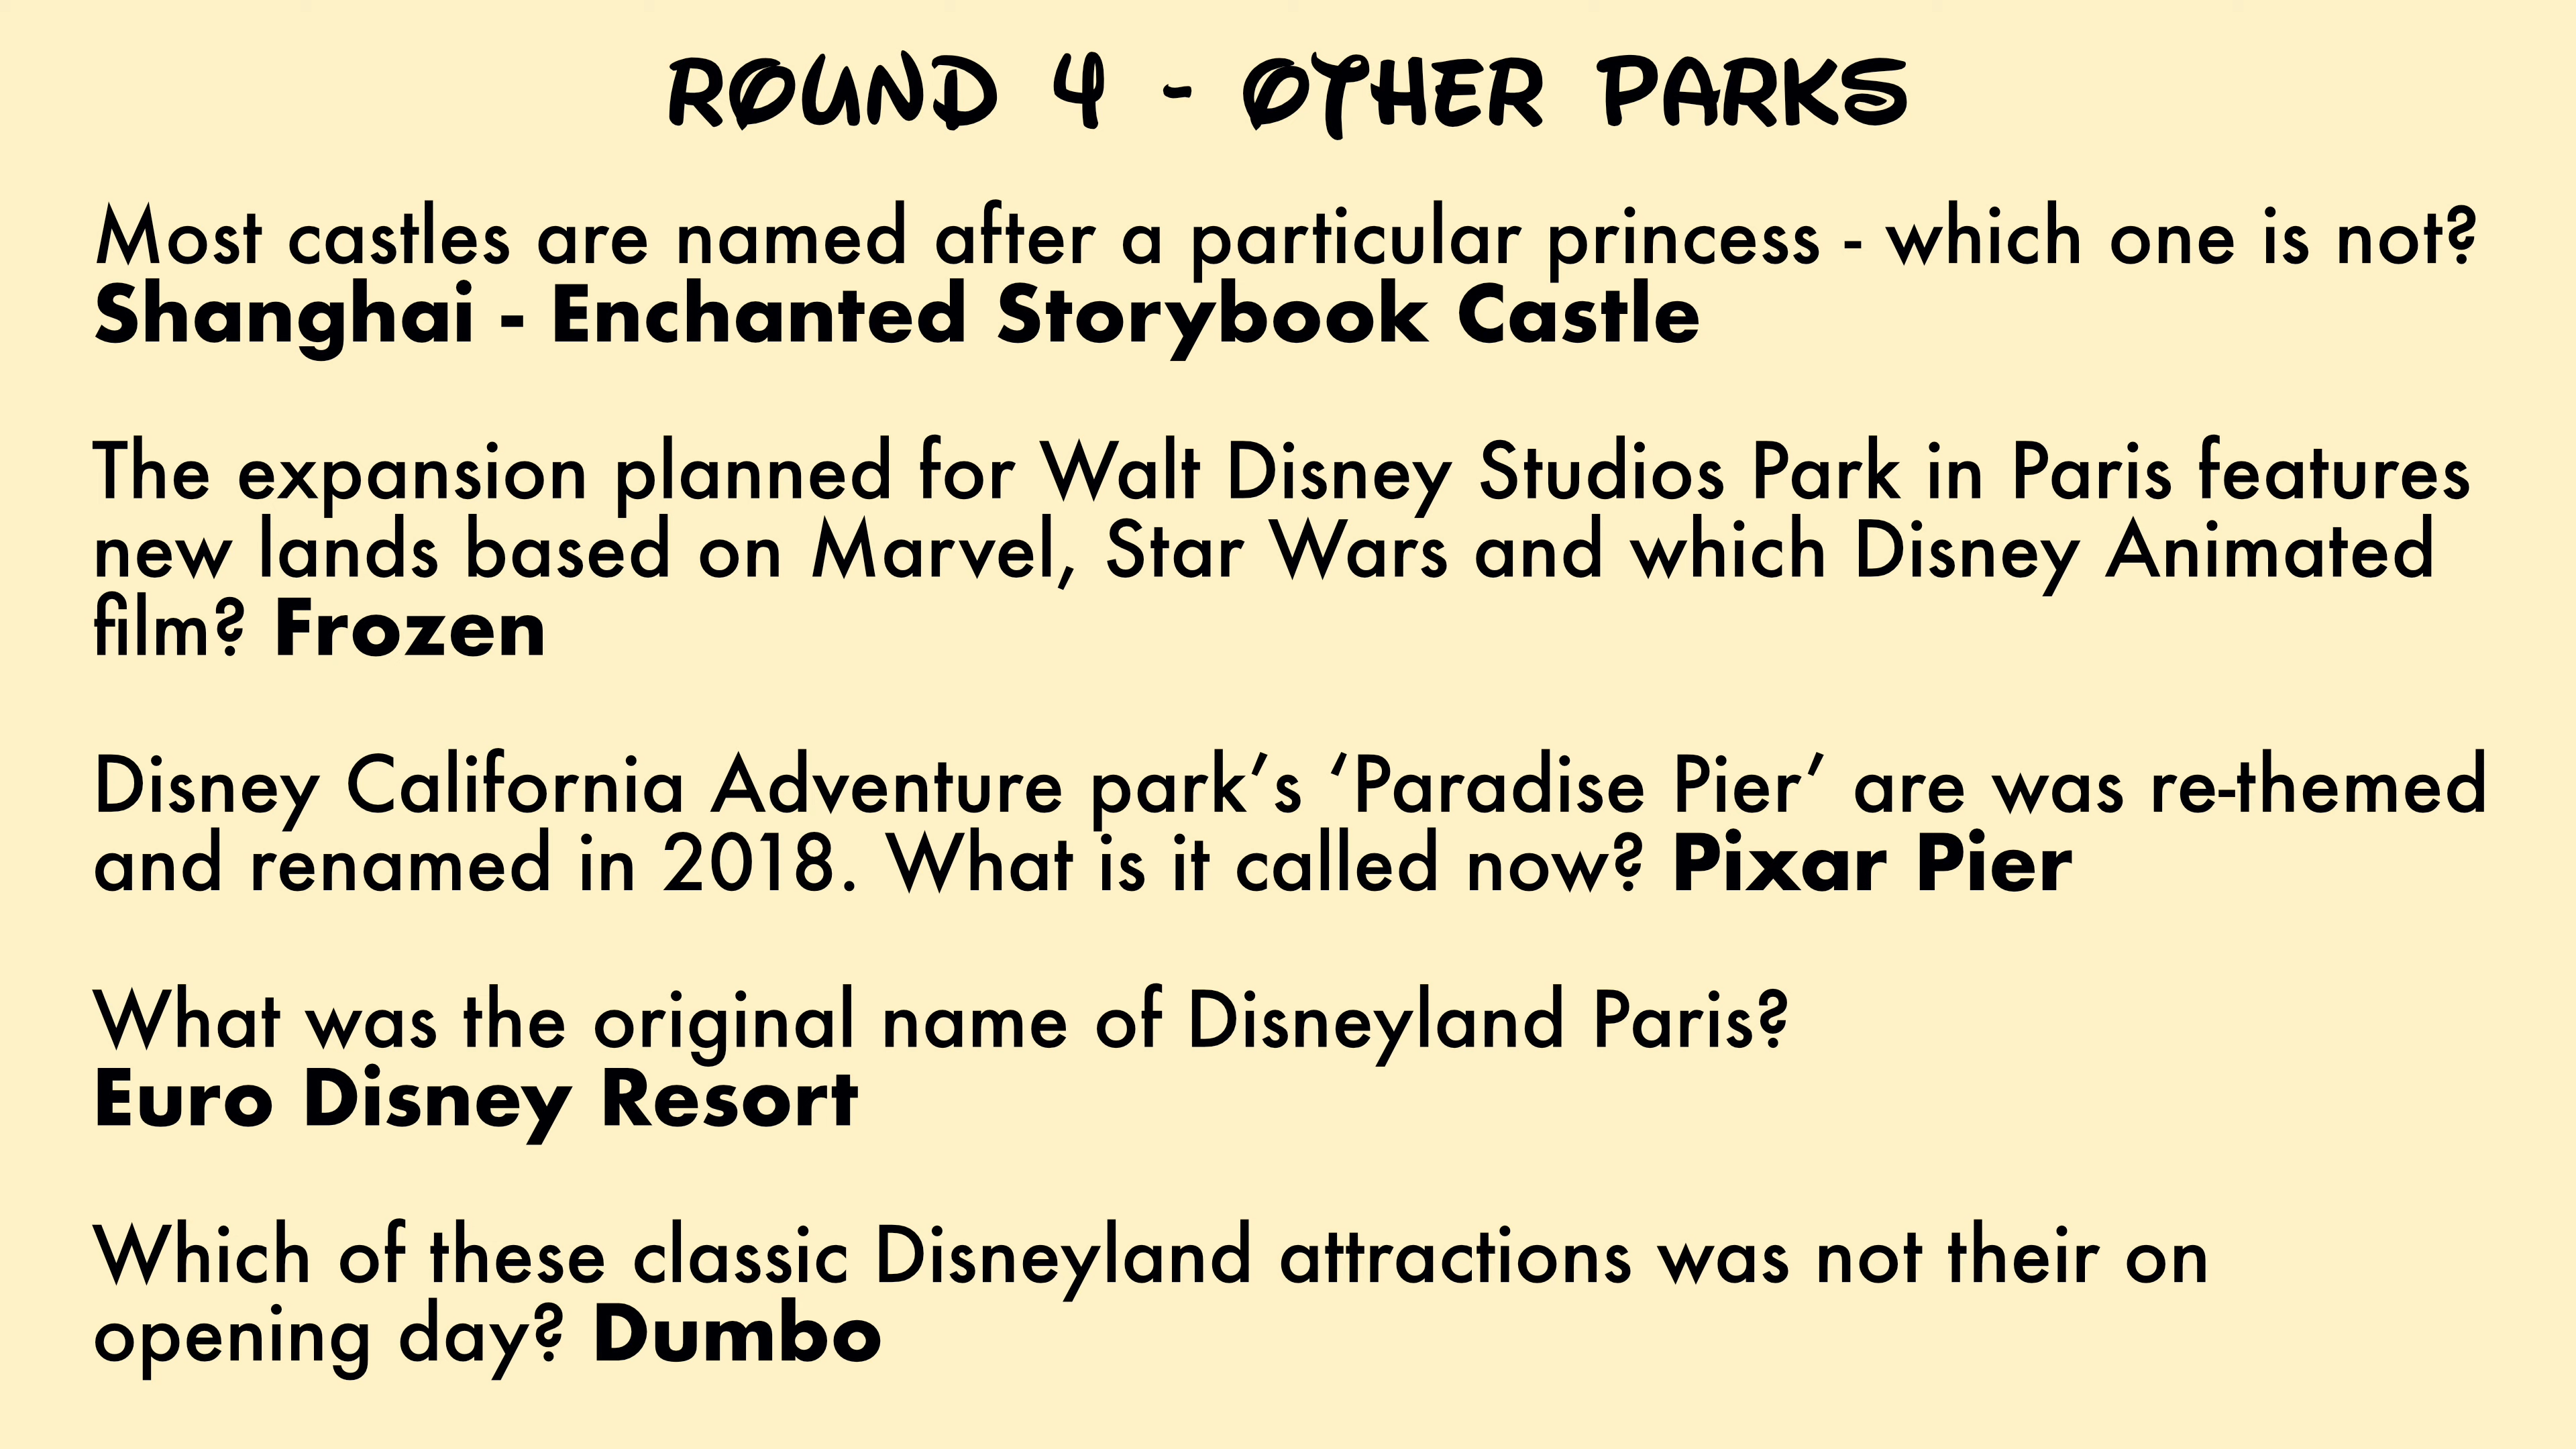 ROUND 4 - OTHER PARKS
Most castles are named after a particular princess - which one is not?
Shanghai - Enchanted Storybook Castle
The expansion planned for Walt Disney Studios Park in Paris features
new lands based on Marvel, Star Wars and which Disney Animated
film? Frozen
Disney California Adventure park’s ‘Paradise Pier’ are was re-themed
and renamed in 2018. What is it called now? Pixar Pier
What was the original name of Disneyland Paris?
Euro Disney Resort
Which of these classic Disneyland attractions was not their on
opening day? Dumbo